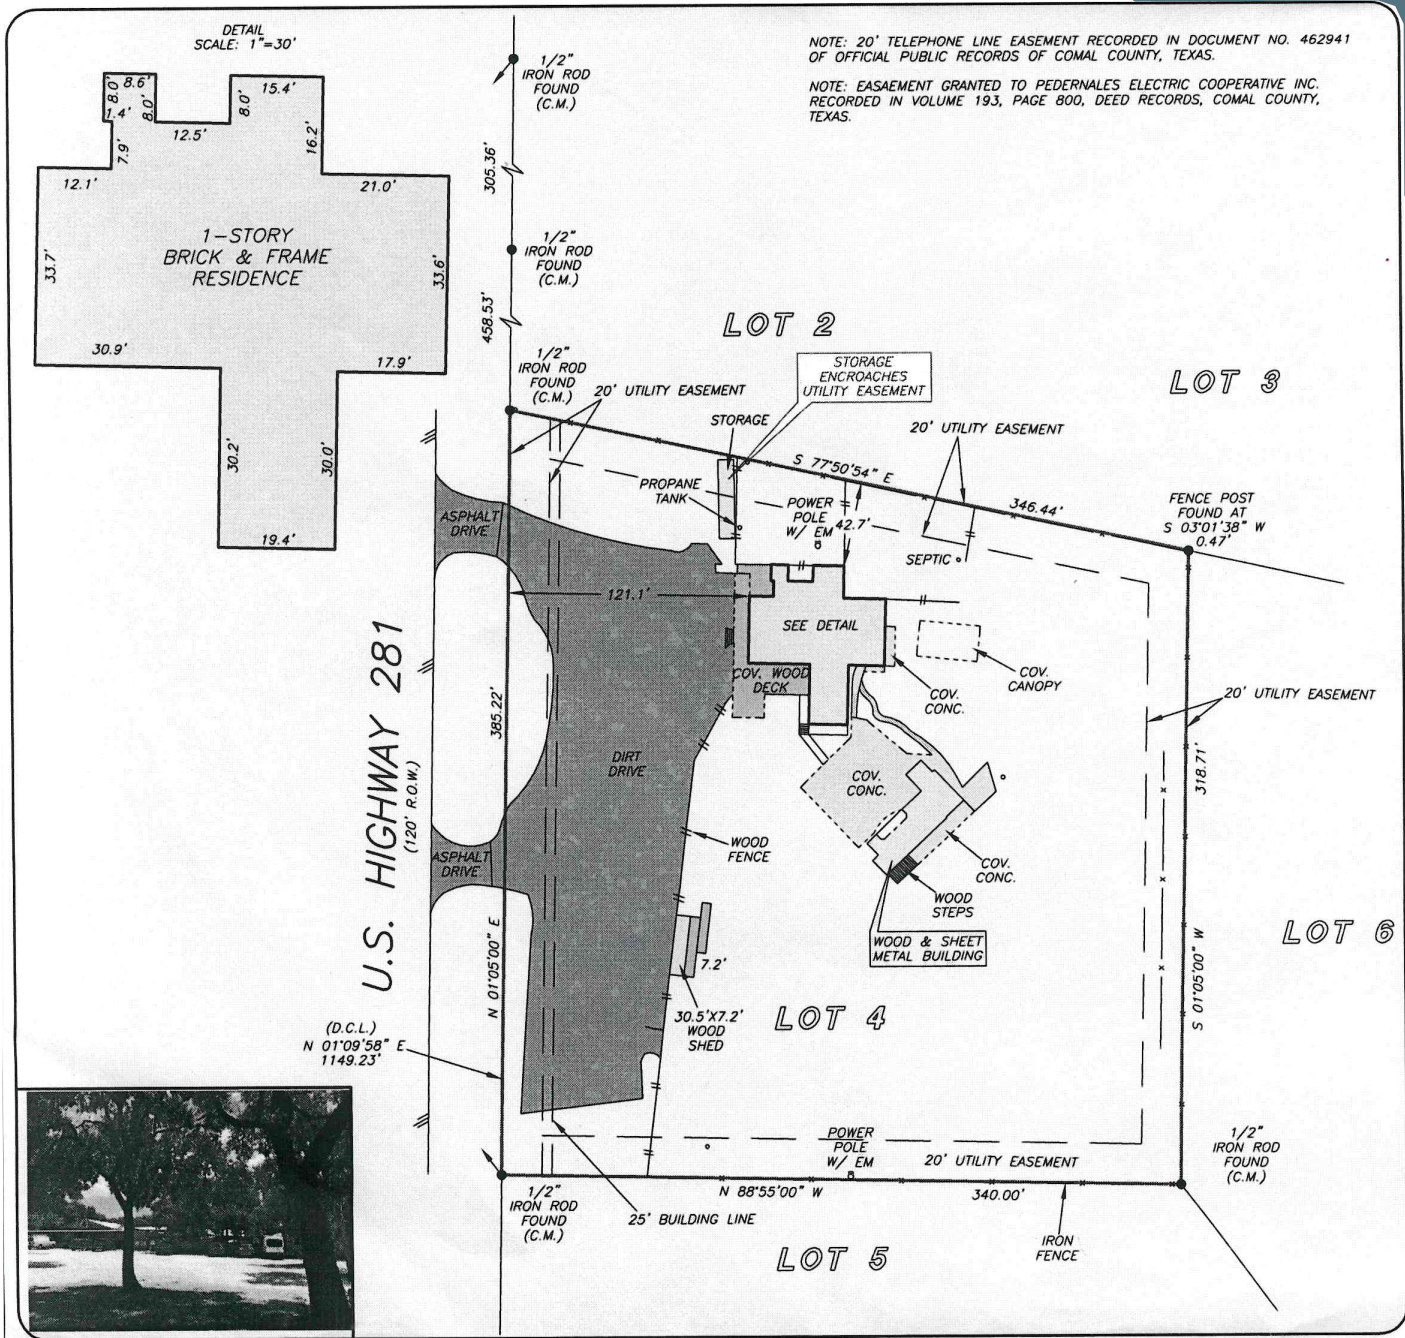 DETAIL
SCALE: 1"=30'
8.0'
8.6'
8.0'
15.4'
8.0'
1.4'
12.5'
7.9'
16.2'
12.1'
21.0'
1-STORY
BRICK & FRAME
RESIDENCE
33.7'
33.6'
30.9'
17.9'
30.2'
30.0'
19.4'
NOTE: 20' TELEPHONE LINE EASEMENT RECORDED IN DOCUMENT NO. 462941
OF OFFICIAL PUBLIC RECORDS OF COMAL COUNTY, TEXAS.
NOTE: EASAEMENT GRANTED TO PEDERNALES ELECTRIC COOPERATIVE INC.
RECORDED IN VOLUME 193, PAGE 800, DEED RECORDS, COMAL COUNTY,
TEXAS.
1/2"
IRON ROD
FOUND
(C.M.)
305.36'
1/2"
IRON ROD
FOUND
(C.M.)
458.53'
1/2"
IRON ROD
FOUND
(C.M.)
20' UTILITY EASEMENT
LOT 2
LOT 3
STORAGE
ENCROACHES
UTILITY EASEMENT
STORAGE
20' UTILITY EASEMENT
S 77°50'54" E
346.44'
PROPANE
TANK
POWER
POLE
W/ EM
42.7'
SEPTIC
FENCE POST
FOUND AT
S 03°01'38" W
0.47'
ASPHALT
DRIVE
121.1'
SEE DETAIL
COV. WOOD
DECK
COV.
CONC.
COV.
CANOPY
20' UTILITY EASEMENT
U.S. HIGHWAY 281
(120' R.O.W.)
385.22'
DIRT
DRIVE
318.71'
COV.
CONC.
WOOD
FENCE
ASPHALT
DRIVE
COV.
CONC.
WOOD
STEPS
WOOD & SHEET
METAL BUILDING
LOT 6
N 01°05'00" E
S 01°05'00" W
7.2'
30.5'X7.2'
WOOD
SHED
LOT 4
(D.C.L.)
N 01°09'58" E
1149.23'
POWER
POLE
W/ EM
20' UTILITY EASEMENT
1/2"
IRON ROD
FOUND
(C.M.)
N 88°55'00" W
340.00'
1/2"
IRON ROD
FOUND
(C.M.)
25' BUILDING LINE
IRON
FENCE
LOT 5